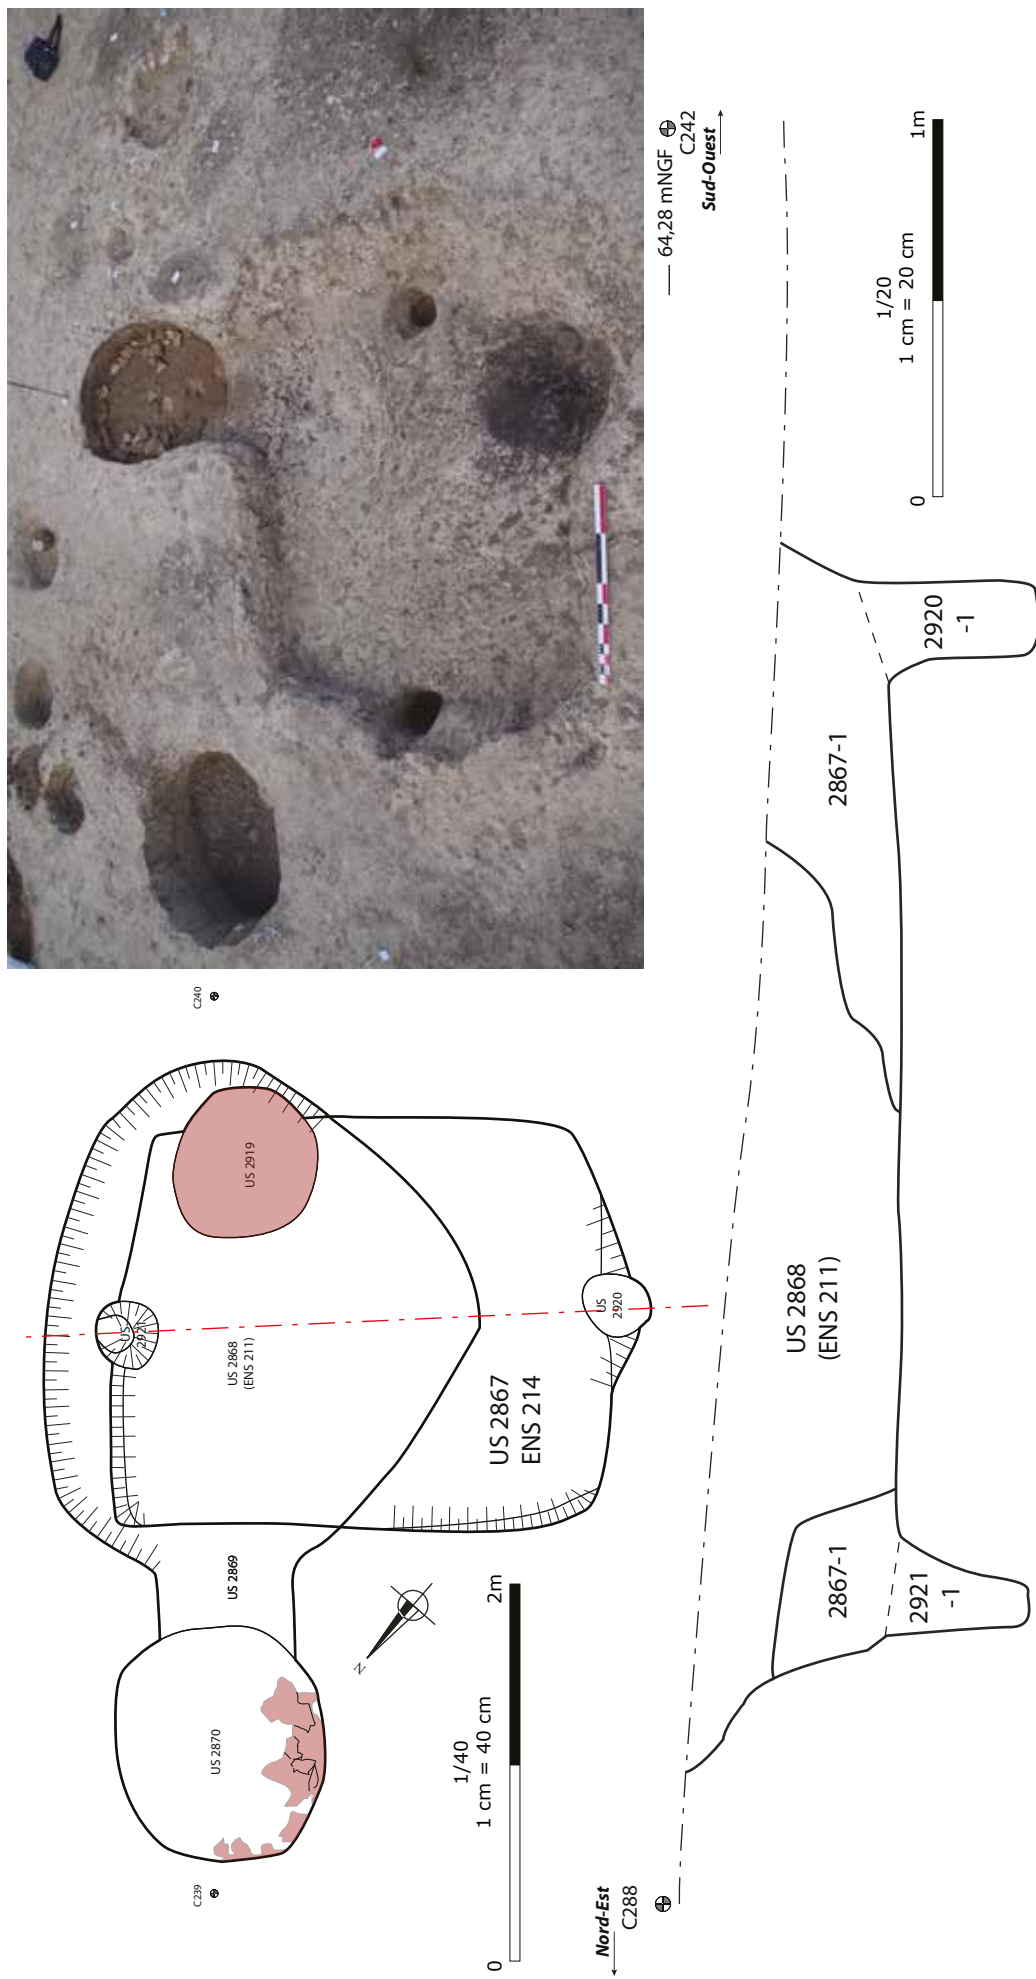 C240
US 2919
US
2921
US 2868
(ENS 211)
US
2920
US 2867
ENS 214
US 2869
US 2870
C239
N
1/40
1 cm = 40 cm
0
2m
64,28 mNGF
C242
Sud-Ouest
1/20
1 cm = 20 cm
0
1m
Nord-Est
C288
2867-1
2921
-1
US 2868
(ENS 211)
2867-1
2920
-1